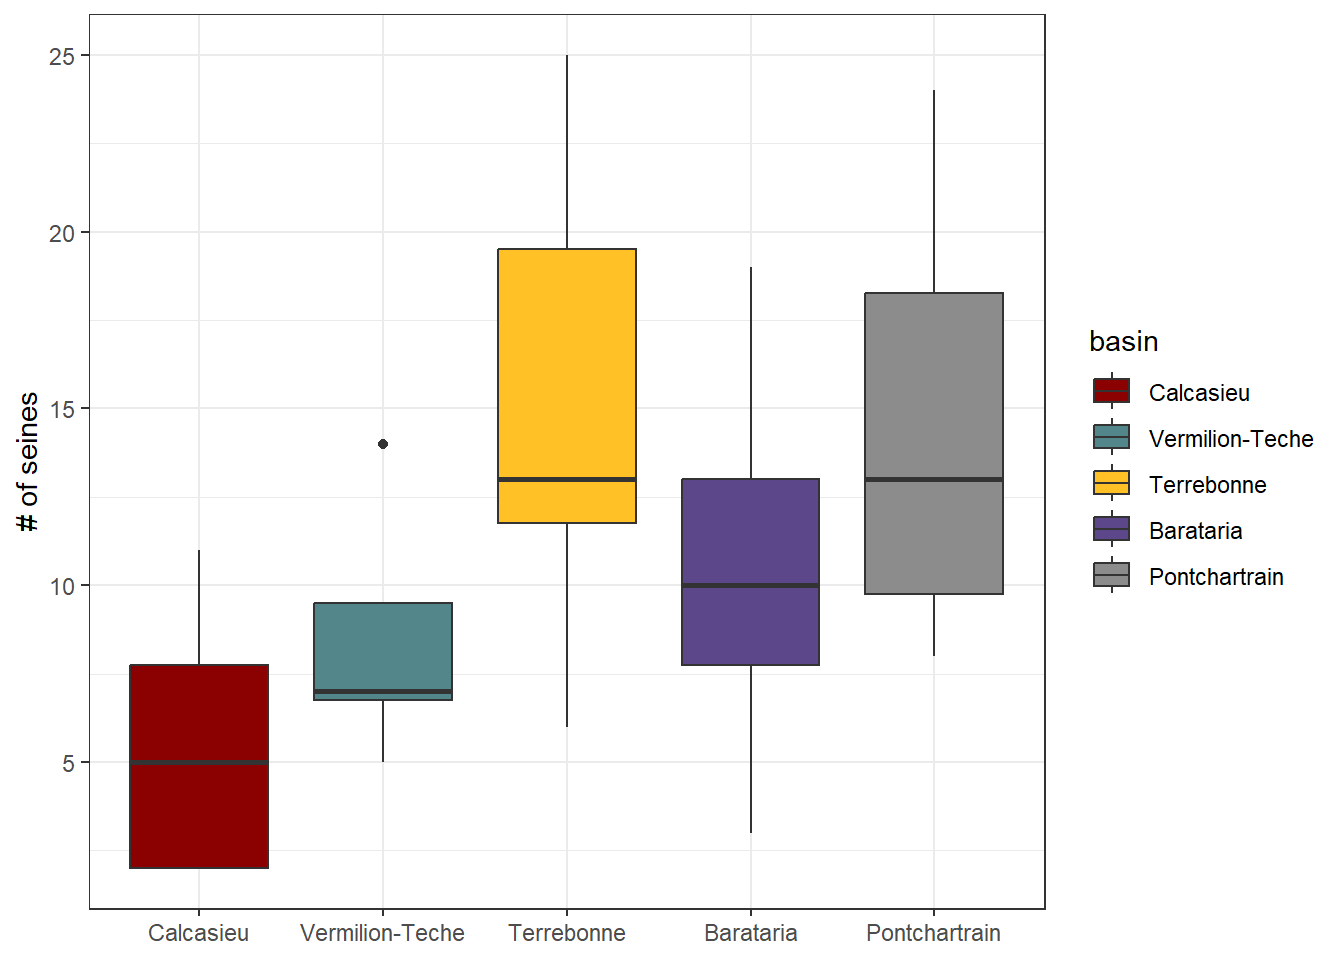 25
20
15
10
5
# of seines
Calcasieu
Vermilion-Teche
Terrebonne
Barataria
Pontchartrain
basin
Calcasieu
Vermilion-Teche
Terrebonne
Barataria
Pontchartrain